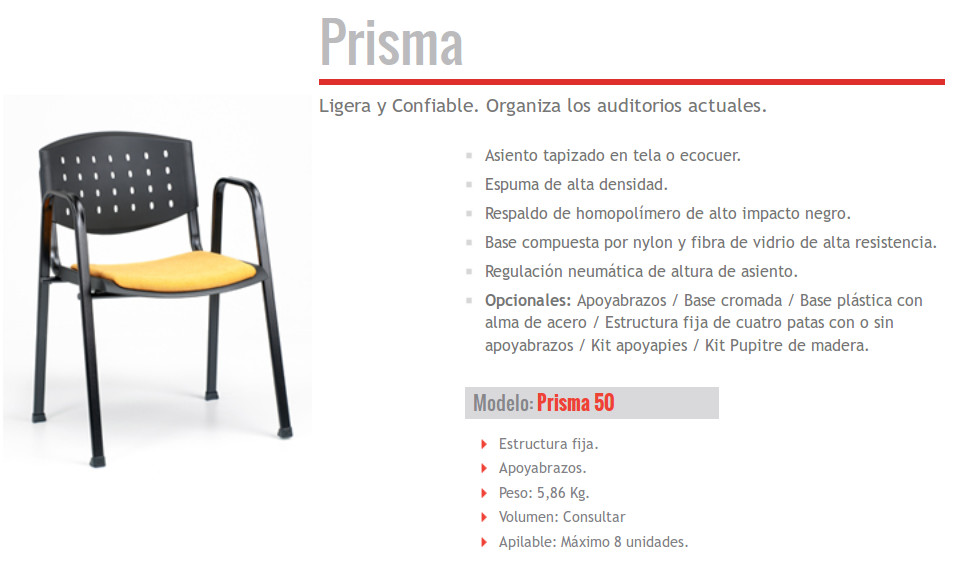 Prisma
Ligera y Confiable. Organiza los auditorios actuales.
Asiento tapizado en tela o ecocuer.
Espuma de alta densidad.
Respaldo de homopolímero de alto impacto negro.
Base compuesta por nylon y fibra de vidrio de alta resistencia.
Regulación neumática de altura de asiento.
Opcionales: Apoyabrazos / Base cromada / Base plástica con
alma de acero / Estructura fija de cuatro patas con o sin
apoyabrazos / Kit apoyapies / Kit Pupitre de madera.
Modelo: Prisma 50
Estructura fija.
Apoyabrazos.
Peso: 5,86 Kg.
Volumen: Consultar
Apilable: Máximo 8 unidades.